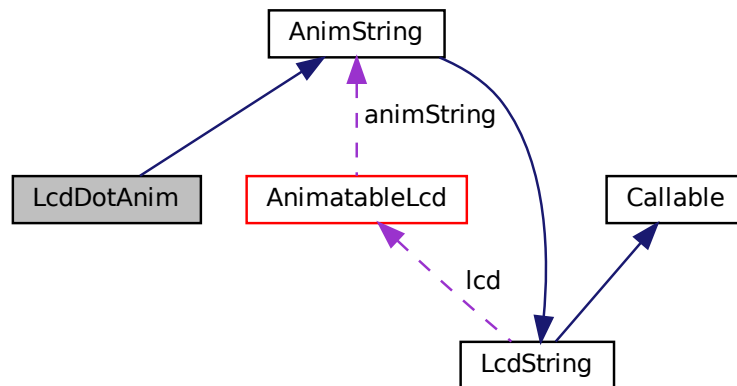 AnimString
animString
LcdDotAnim
AnimatableLcd
Callable
lcd
LcdString